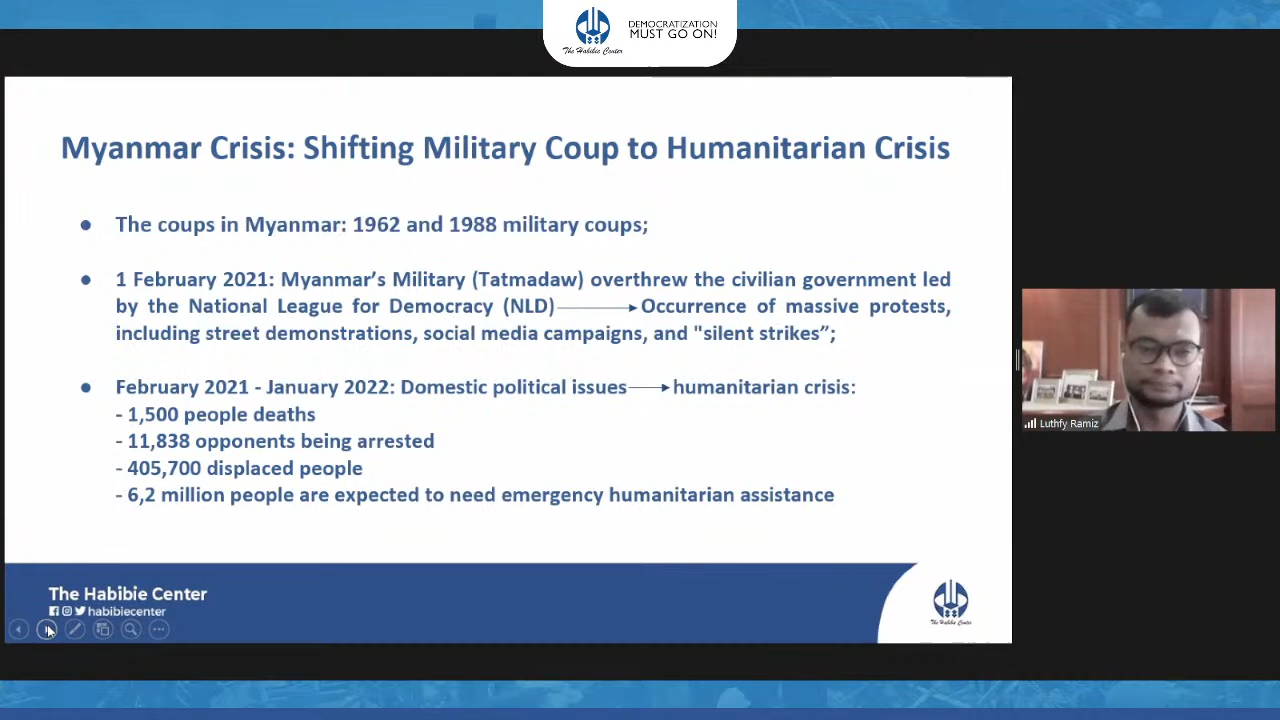 The Habibie Center
DEMOCRATIZATION
MUST GO ON!
Myanmar Crisis: Shifting Military Coup to Humanitarian Crisis
● The coups in Myanmar: 1962 and 1988 military coups;
● 1 February 2021: Myanmar’s Military (Tatmadaw) overthrew the civilian government led
by the National League for Democracy (NLD)⟶Occurrence of massive protests,
including street demonstrations, social media campaigns, and "silent strikes”;
● February 2021 - January 2022: Domestic political issues⟶humanitarian crisis:
- 1,500 people deaths
- 11,838 opponents being arrested
- 405,700 displaced people
- 6,2 million people are expected to need emergency humanitarian assistance
Luthfy Ramiz
The Habibie Center
habibiecenter
The Habibie Center